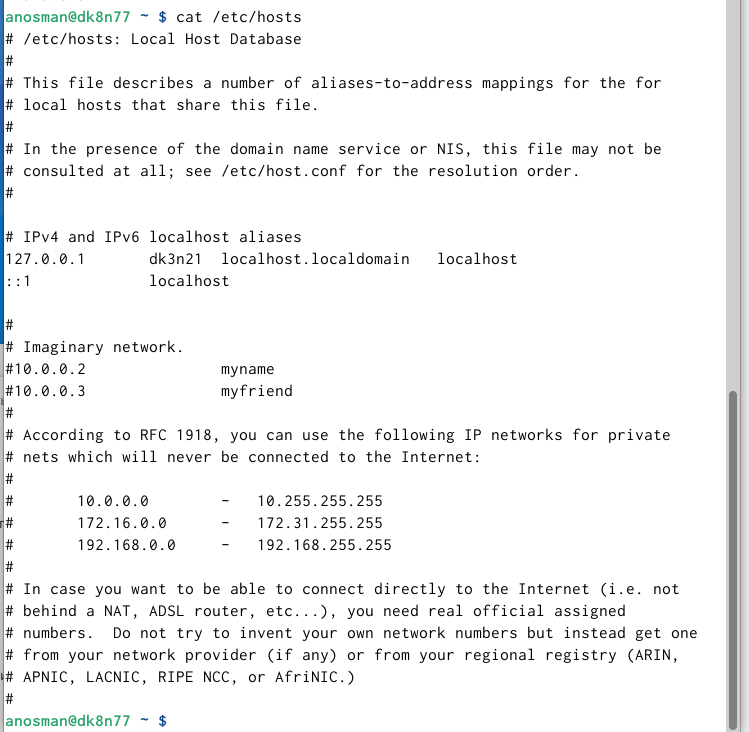 anosman@dk8n77 ~ $ cat /etc/hosts
# /etc/hosts: Local Host Database
#
# This file describes a number of aliases-to-address mappings for the for
# local hosts that share this file.
#
# In the presence of the domain name service or NIS, this file may not be
# consulted at all; see /etc/host.conf for the resolution order.
#

# IPv4 and IPv6 localhost aliases
127.0.0.1       dk3n21  localhost.localdomain   localhost
::1             localhost

#
# Imaginary network.
#10.0.0.2               myname
#10.0.0.3               myfriend
#
# According to RFC 1918, you can use the following IP networks for private
# nets which will never be connected to the Internet:
#
#       10.0.0.0        -   10.255.255.255
#       172.16.0.0      -   172.31.255.255
#       192.168.0.0     -   192.168.255.255
#
# In case you want to be able to connect directly to the Internet (i.e. not
# behind a NAT, ADSL router, etc...), you need real official assigned
# numbers.  Do not try to invent your own network numbers but instead get one
# from your network provider (if any) or from your regional registry (ARIN,
# APNIC, LACNIC, RIPE NCC, or AfriNIC.)
#
anosman@dk8n77 ~ $